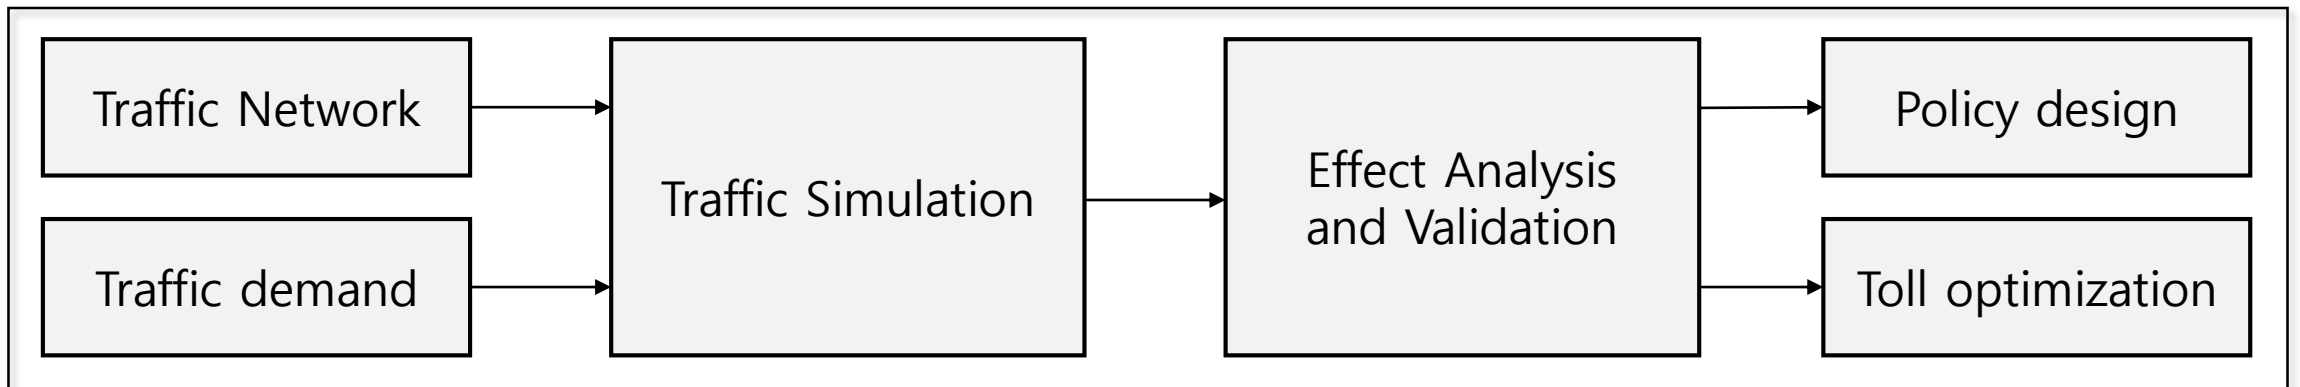 Traffic Network
Traffic demand
Traffic Simulation
Effect Analysis
and Validation
Policy design
Toll optimization